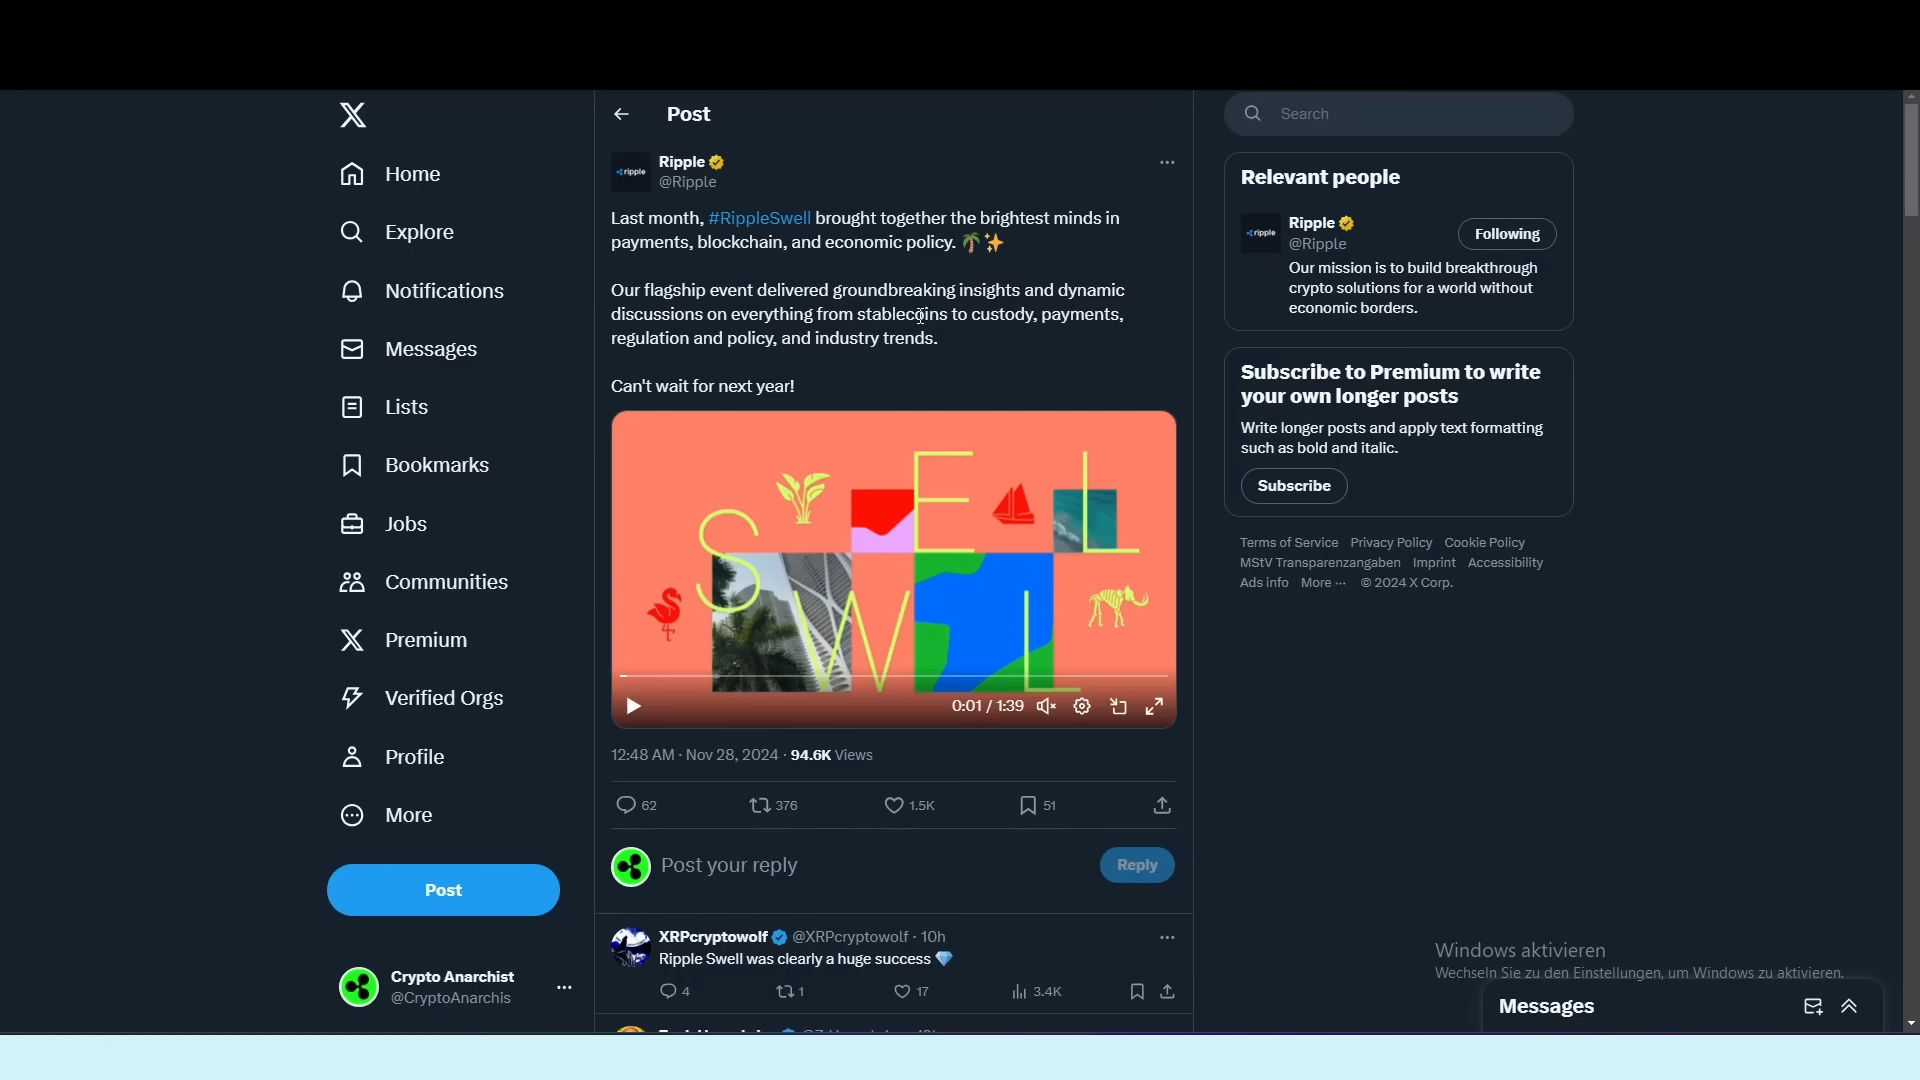 Post
Search
Home
Explore
Notifications
Messages
Lists
Bookmarks
Jobs
Communities
Premium
Verified Orgs
Profile
More
Post
Crypto Anarchist
@CryptoAnarchis
ripple
Ripple
@Ripple
Last month, #RippleSwell brought together the brightest minds in
payments, blockchain, and economic policy. 🌴✨
Our flagship event delivered groundbreaking insights and dynamic
discussions on everything from stablecoins to custody, payments,
regulation and policy, and industry trends.
Can't wait for next year!
SWELL
0:01 / 1:39
12:48 AM · Nov 28, 2024 · 94.6K Views
62 376 1.5K 51
Post your reply
Reply
XRPcryptowolf @XRPcryptowolf · 10h
Ripple Swell was clearly a huge success 💎
4 1 17 3.4K
Relevant people
ripple
Ripple
@Ripple
Following
Our mission is to build breakthrough
crypto solutions for a world without
economic borders.
Subscribe to Premium to write
your own longer posts
Write longer posts and apply text formatting
such as bold and italic.
Subscribe
Terms of Service Privacy Policy Cookie Policy
MStV Transparenzangaben Imprint Accessibility
Ads info More ··· © 2024 X Corp.
Windows aktivieren
Wechseln Sie zu den Einstellungen, um Windows zu aktivieren.
Messages